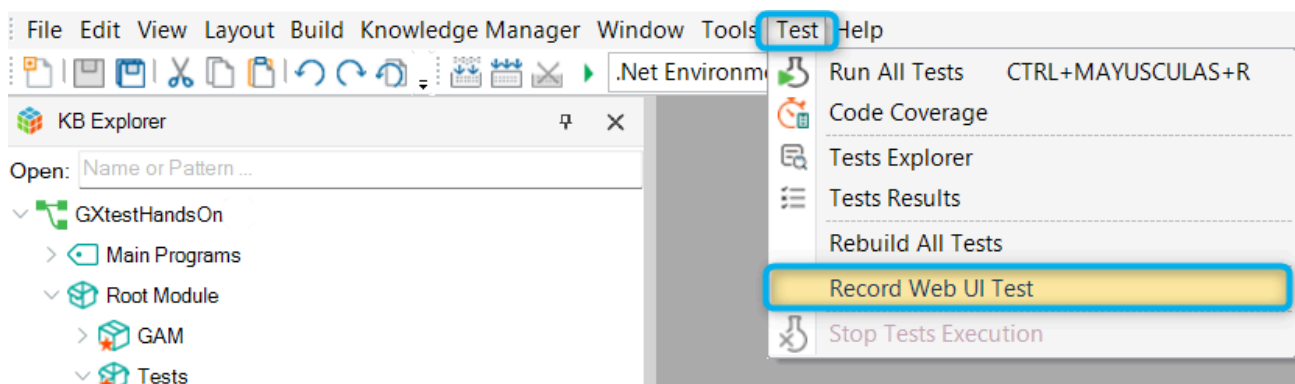 File Edit View Layout Build Knowledge Manager Window Tools Test Help
.Net Environme
Run All Tests CTRL+MAYUSCULAS+R
KB Explorer
Code Coverage
Open: Name or Pattern ...
Tests Explorer
Tests Results
GXtestHandsOn
Rebuild All Tests
Main Programs
Record Web UI Test
Root Module
Stop Tests Execution
GAM
Tests